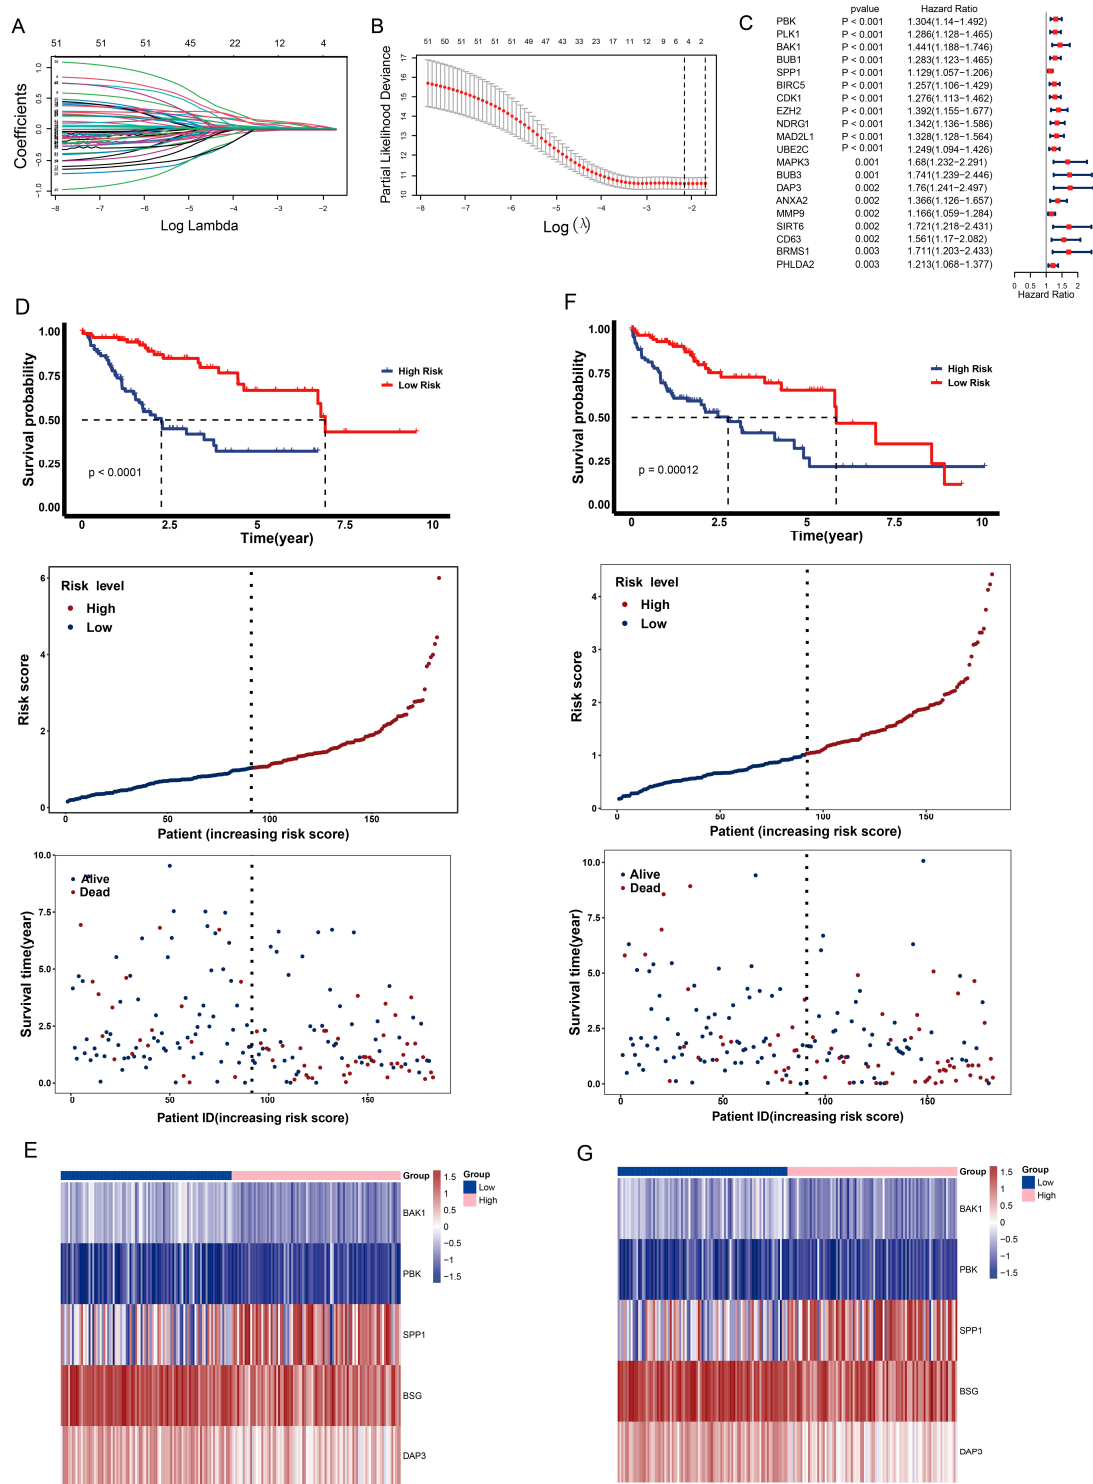 A
51 51 51 45 22 12 4
Coefficients
1.0
0.5
0.0
−0.5
−1.0
−8 −7 −6 −5 −4 −3 −2
Log Lambda
B
51 50 51 51 51 49 47 43 33 23 17 11 12 9 6 4 2
Partial Likelihood Deviance
17
16
15
14
13
12
11
10
−8 −7 −6 −5 −4 −3 −2
Log (λ)
C
pvalue Hazard Ratio
PBK P < 0.001 1.304(1.14−1.492)
PLK1 P < 0.001 1.286(1.128−1.465)
BAK1 P < 0.001 1.441(1.188−1.746)
BUB1 P < 0.001 1.283(1.123−1.465)
SPP1 P < 0.001 1.129(1.057−1.206)
BIRC5 P < 0.001 1.257(1.106−1.429)
CDK1 P < 0.001 1.276(1.113−1.462)
EZH2 P < 0.001 1.392(1.155−1.677)
NDRG1 P < 0.001 1.342(1.136−1.586)
MAD2L1 P < 0.001 1.328(1.128−1.564)
UBE2C P < 0.001 1.249(1.094−1.426)
MAPK3 0.001 1.68(1.232−2.291)
BUB3 0.001 1.741(1.239−2.446)
DAP3 0.002 1.76(1.241−2.497)
ANXA2 0.002 1.366(1.126−1.657)
MMP9 0.002 1.166(1.059−1.284)
SIRT6 0.002 1.721(1.218−2.431)
CD63 0.002 1.561(1.17−2.082)
BRMS1 0.003 1.711(1.203−2.433)
PHLDA2 0.003 1.213(1.068−1.377)
0 0.5 1 1.5 2
Hazard Ratio
D
Survival probability
1.00
0.75
0.50
0.25
0.00
High Risk
Low Risk
p < 0.0001
0 2.5 5 7.5 10
Time(year)
Risk level
High
Low
Risk score
6
4
2
0
0 50 100 150
Patient (increasing risk score)
Alive
Dead
Survival time(year)
10.0
7.5
5.0
2.5
0.0
0 50 100 150
Patient ID(increasing risk score)
F
Survival probability
1.00
0.75
0.50
0.25
0.00
High Risk
Low Risk
p = 0.00012
0 2.5 5 7.5 10
Time(year)
Risk level
High
Low
Risk score
4
3
2
1
0
0 50 100 150
Patient (increasing risk score)
Alive
Dead
Survival time(year)
10.0
7.5
5.0
2.5
0.0
0 50 100 150
Patient ID(increasing risk score)
E
Group
BAK1
PBK
SPP1
BSG
DAP3
1.5
1
0.5
0
−0.5
−1
−1.5
Group
Low
High
G
Group
BAK1
PBK
SPP1
BSG
DAP3
1.5
1
0.5
0
−0.5
−1
−1.5
Group
Low
High